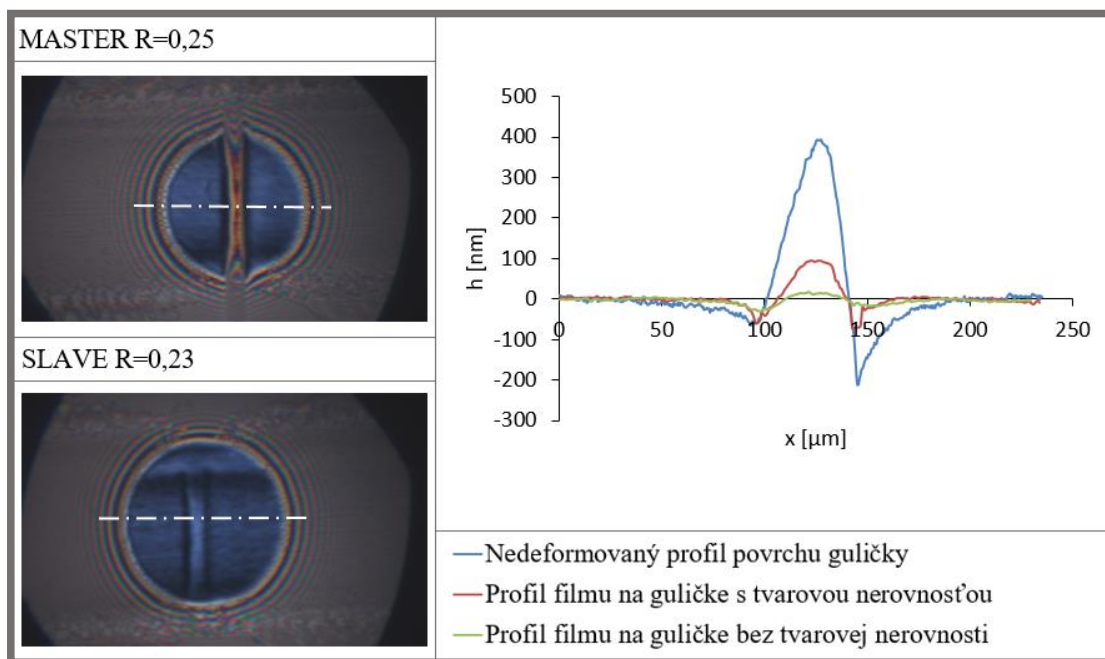 MASTER R=0,25
SLAVE R=0,23
500
400
300
200
100
0
-100
-200
-300
0 50 100 150 200 250
h [nm]
x [µm]
Nedeformovaný profil povrchu guličky
Profil filmu na guličke s tvarovou nerovnosťou
Profil filmu na guličke bez tvarovej nerovnosti